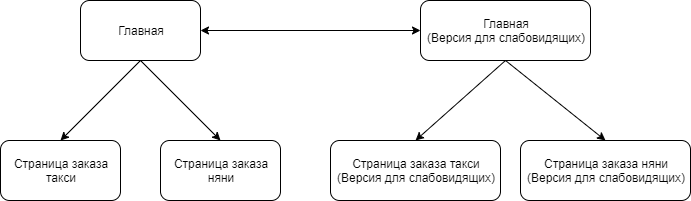 Главная
Главная
(Версия для слабовидящих)
Страница заказа
такси
Страница заказа
няни
Страница заказа такси
(Версия для слабовидящих)
Страница заказа няни
(Версия для слабовидящих)